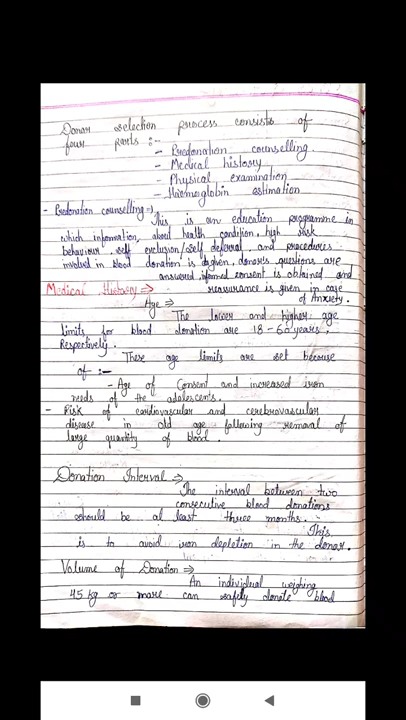 Donar selection process consists of
four parts :-
- Predonation counselling.
- Medical history
- Physical examination
- Haemoglobin estimation
- Predonation counselling -,
This is an education programme in
which information about health condition, high risk
behaviour, self exclusion/self deferral and procedures
involved in blood donation is given, donor's questions are
answered, informed consent is obtained and
reassurance is given in case
of Anxiety.
Medical History ⇒
Age ⇒
The lower and higher age
limits for blood donation are 18 - 60 years,
Respectively.
These age limits are set because
of :-
- Age of Consent and increased iron
needs of the adolescents.
- Risk of cardiovascular and cerebrovascular
disease in old age following removal of
large quantity of blood.
Donation Interval ⇒
The interval between two
consecutive blood donations
should be at least three months.
This
is to avoid iron depletion in the donar.
Volume of Donation ⇒
An individual weighing
45 kg or more can safely donate blood